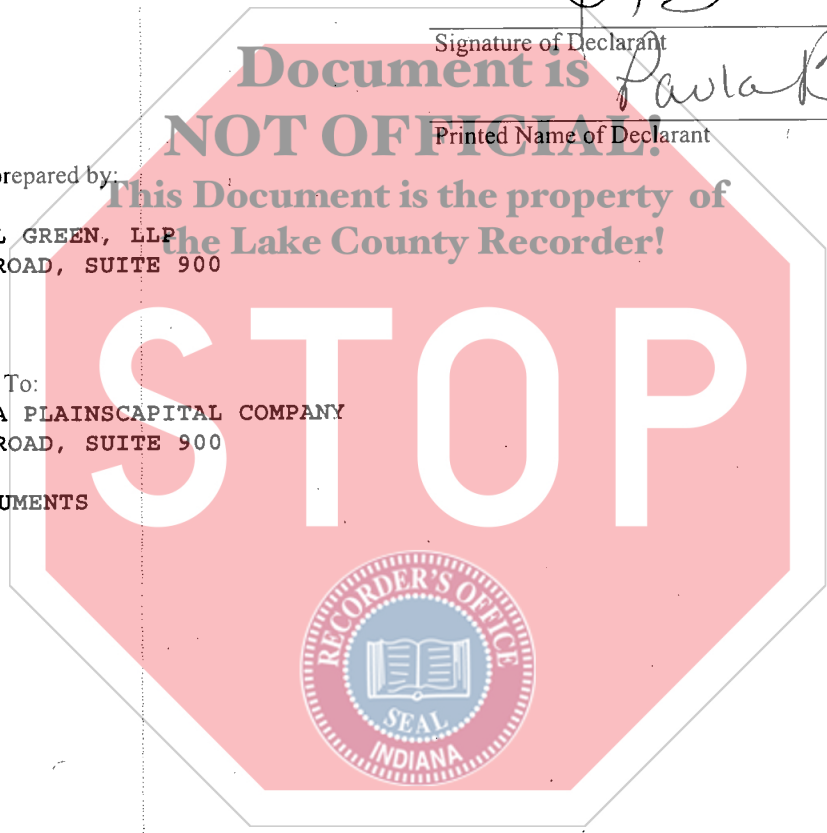 Signature of Declarant
Paula
Printed Name of Declarant
Document is
NOT OFFICIAL!
This Document is the property of
the Lake County Recorder!
prepared by:
GREEN, LLP
ROAD, SUITE 900
To:
A PLAINSCAPITAL COMPANY
ROAD, SUITE 900
UMENTS
STOP
RECORDER'S OFFICE
SEAL
INDIANA